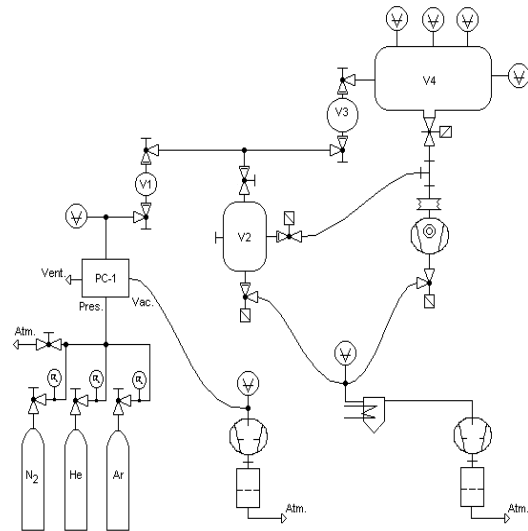 V4
V3
V1
V2
Vent.
PC-1
Pres.
Vac.
Atm.
R
R
R
N2
He
Ar
Atm.
Atm.